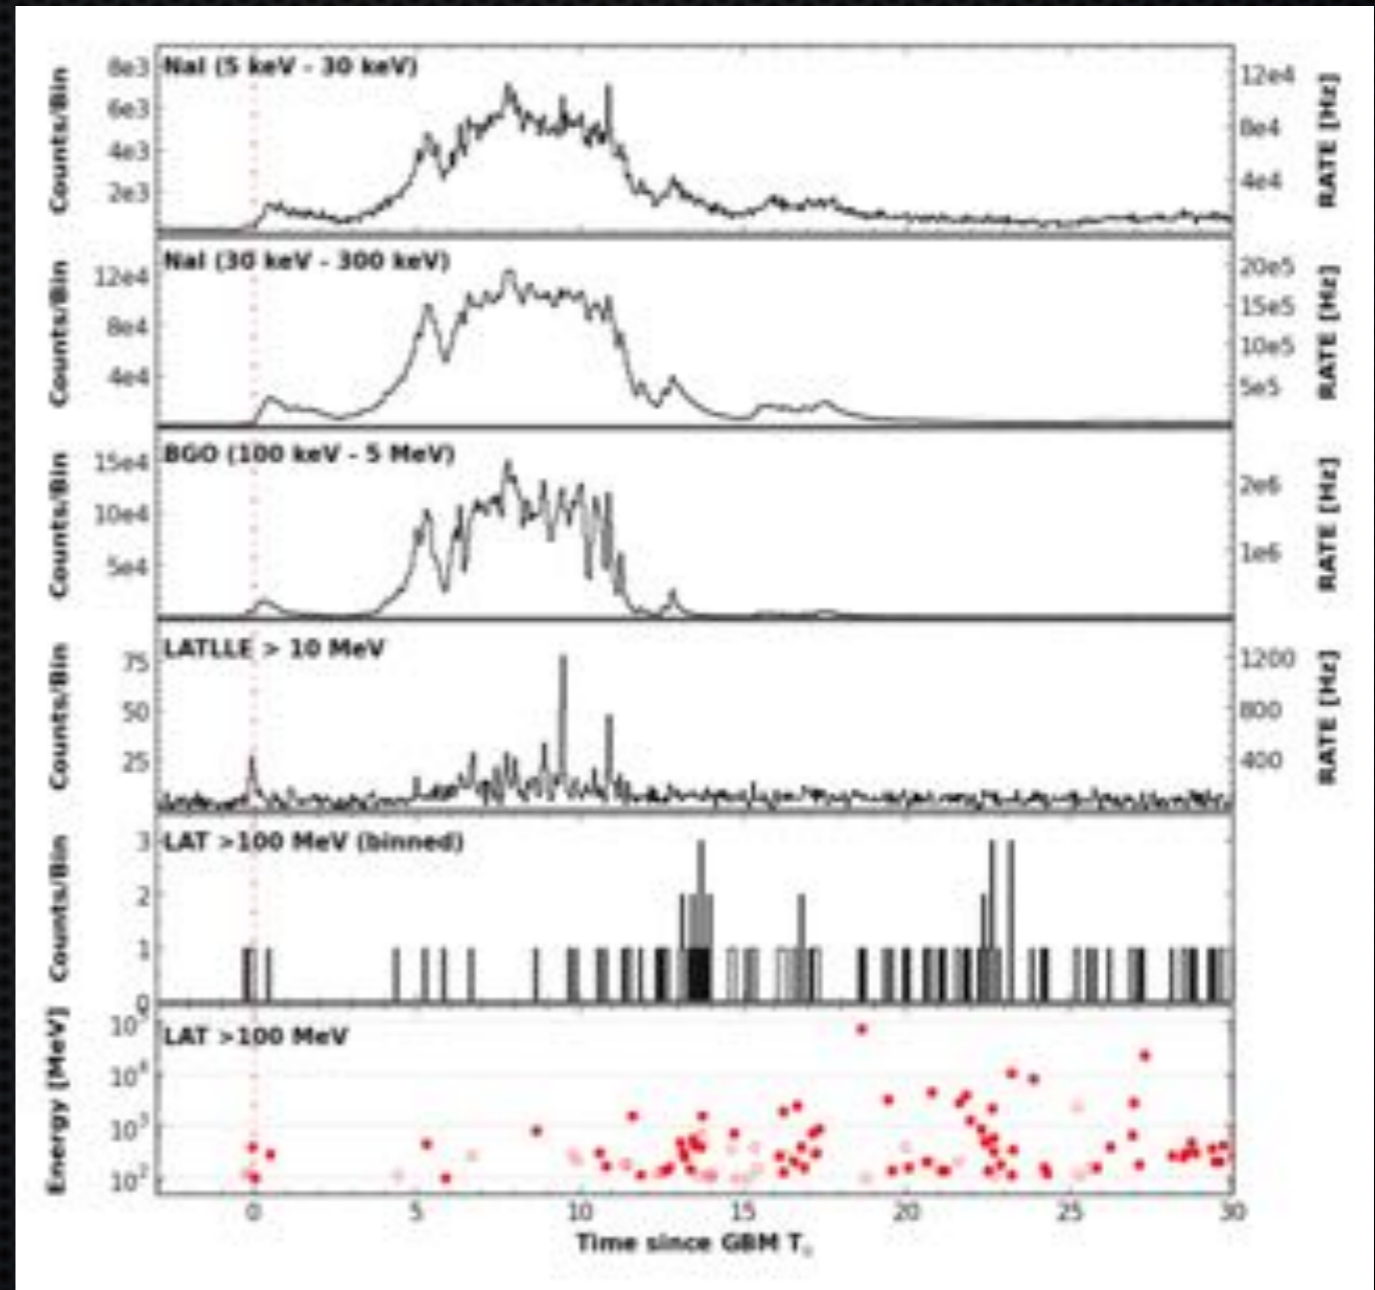 NaI (5 keV - 30 keV)
Counts/Bin
8e3
6e3
4e3
2e3
12e4
8e4
4e4
RATE [Hz]
NaI (30 keV - 300 keV)
Counts/Bin
12e4
8e4
4e4
20e5
15e5
10e5
5e5
RATE [Hz]
BGO (100 keV - 5 MeV)
Counts/Bin
15e4
10e4
5e4
2e6
1e6
RATE [Hz]
LATLLE > 10 MeV
Counts/Bin
75
50
25
1200
800
400
RATE [Hz]
LAT >100 MeV (binned)
Counts/Bin
3
2
1
0
LAT >100 MeV
Energy [MeV]
10⁴
10³
10²
0 5 10 15 20 25 30
Time since GBM T